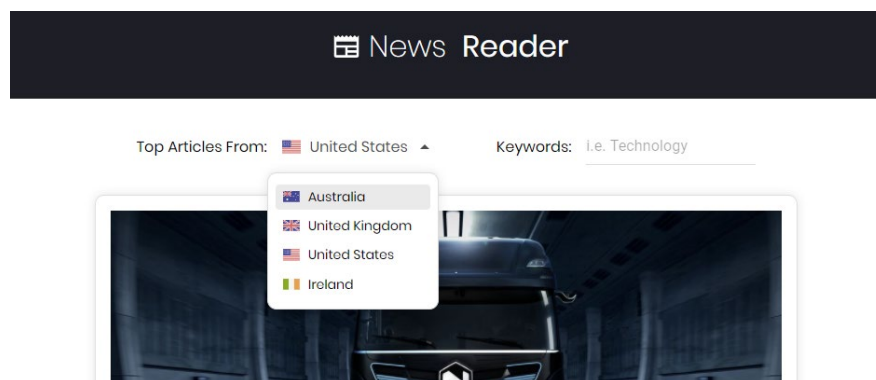 News Reader
Top Articles From: United States Keywords: i.e. Technology
Australia
United Kingdom
United States
Ireland